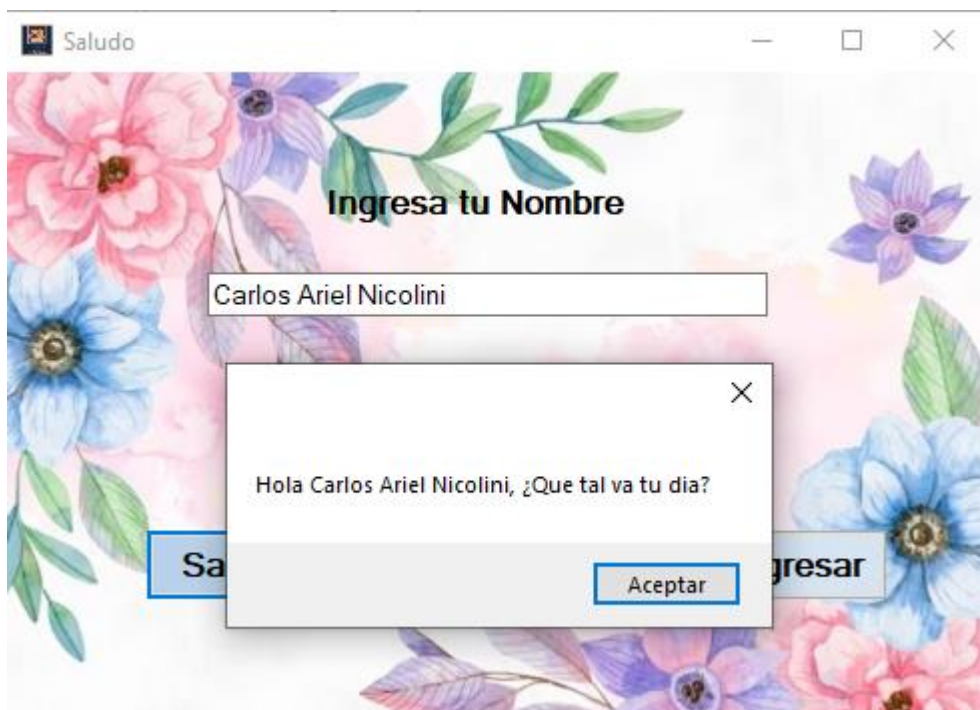 Saludo
Ingresa tu Nombre
Carlos Ariel Nicolini
Hola Carlos Ariel Nicolini, ¿Que tal va tu dia?
Aceptar